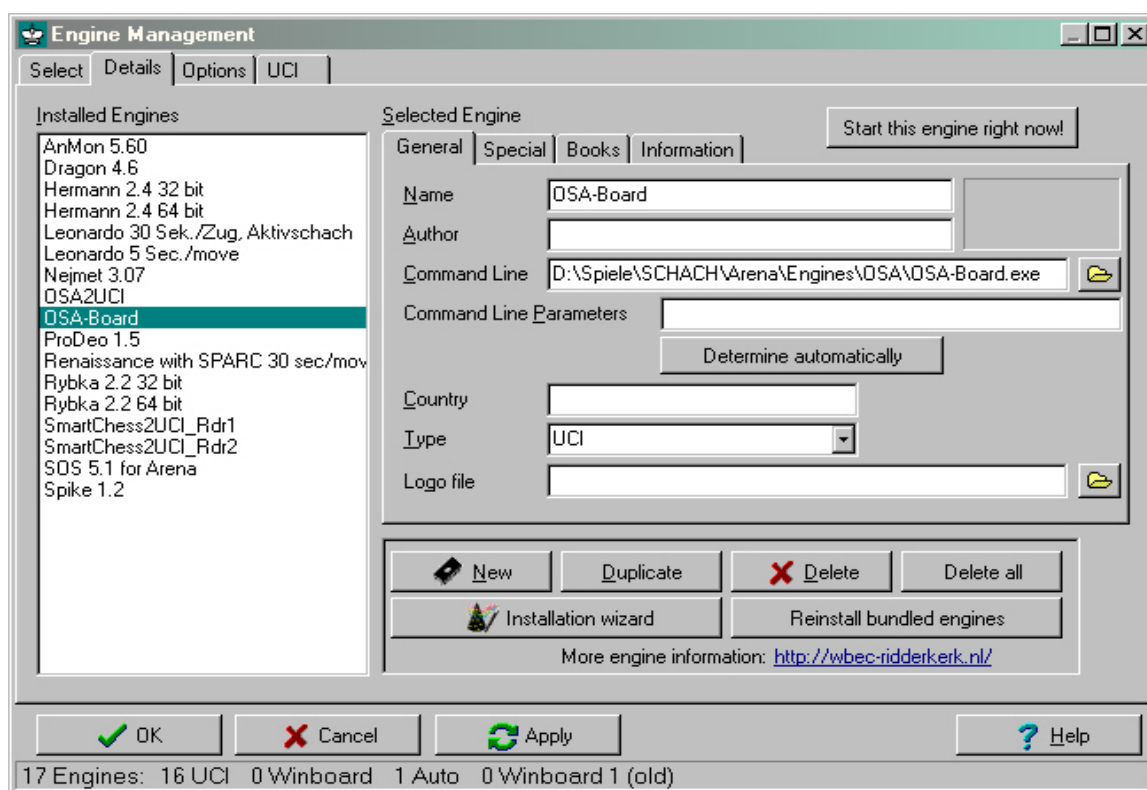 Engine Management
Select Details Options UCI
Installed Engines
AnMon 5.60
Dragon 4.6
Hermann 2.4 32 bit
Hermann 2.4 64 bit
Leonardo 30 Sek./Zug, Aktivschach
Leonardo 5 Sec./move
Nejmet 3.07
OSA2UCI
OSA-Board
ProDeo 1.5
Renaissance with SPARC 30 sec/mov
Rybka 2.2 32 bit
Rybka 2.2 64 bit
SmartChess2UCI_Rdr1
SmartChess2UCI_Rdr2
SOS 5.1 for Arena
Spike 1.2
Selected Engine
Start this engine right now!
General Special Books Information
Name OSA-Board
Author
Command Line D:\Spiele\SCHACH\Arena\Engines\OSA\OSA-Board.exe
Command Line Parameters
Determine automatically
Country
Type UCI
Logo file
New Duplicate Delete Delete all
Installation wizard Reinstall bundled engines
More engine information: http://wbec-ridderkerk.nl/
OK Cancel Apply Help
17 Engines: 16 UCI 0 Winboard 1 Auto 0 Winboard 1 (old)